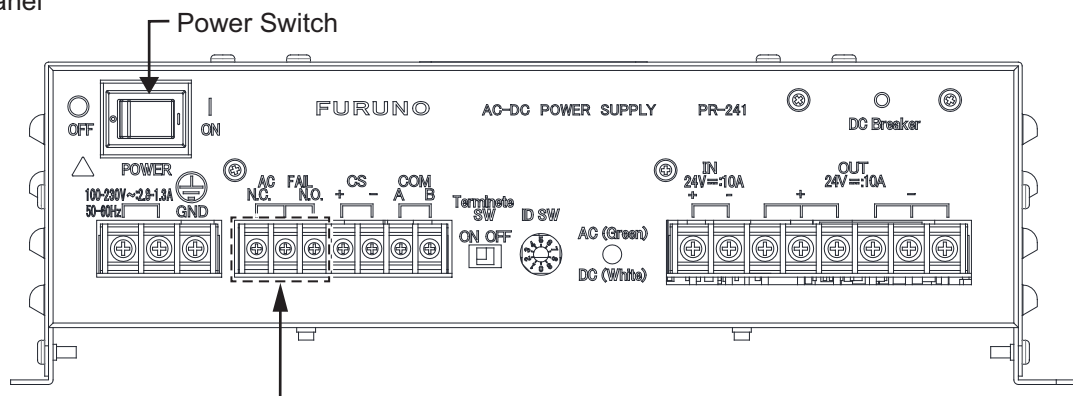 anel
Power Switch
FURUNO AC-DC POWER SUPPLY PR-241
OFF ON DC Breaker
POWER
100-230V～:2.6-1.3A
50-60Hz GND
AC FAIL CS COM
N.C. N.O. + - A B
Terminete
SW ID SW
ON OFF
AC (Green)
DC (White)
IN OUT
24V⎓:10A 24V⎓:10A
+ - + -